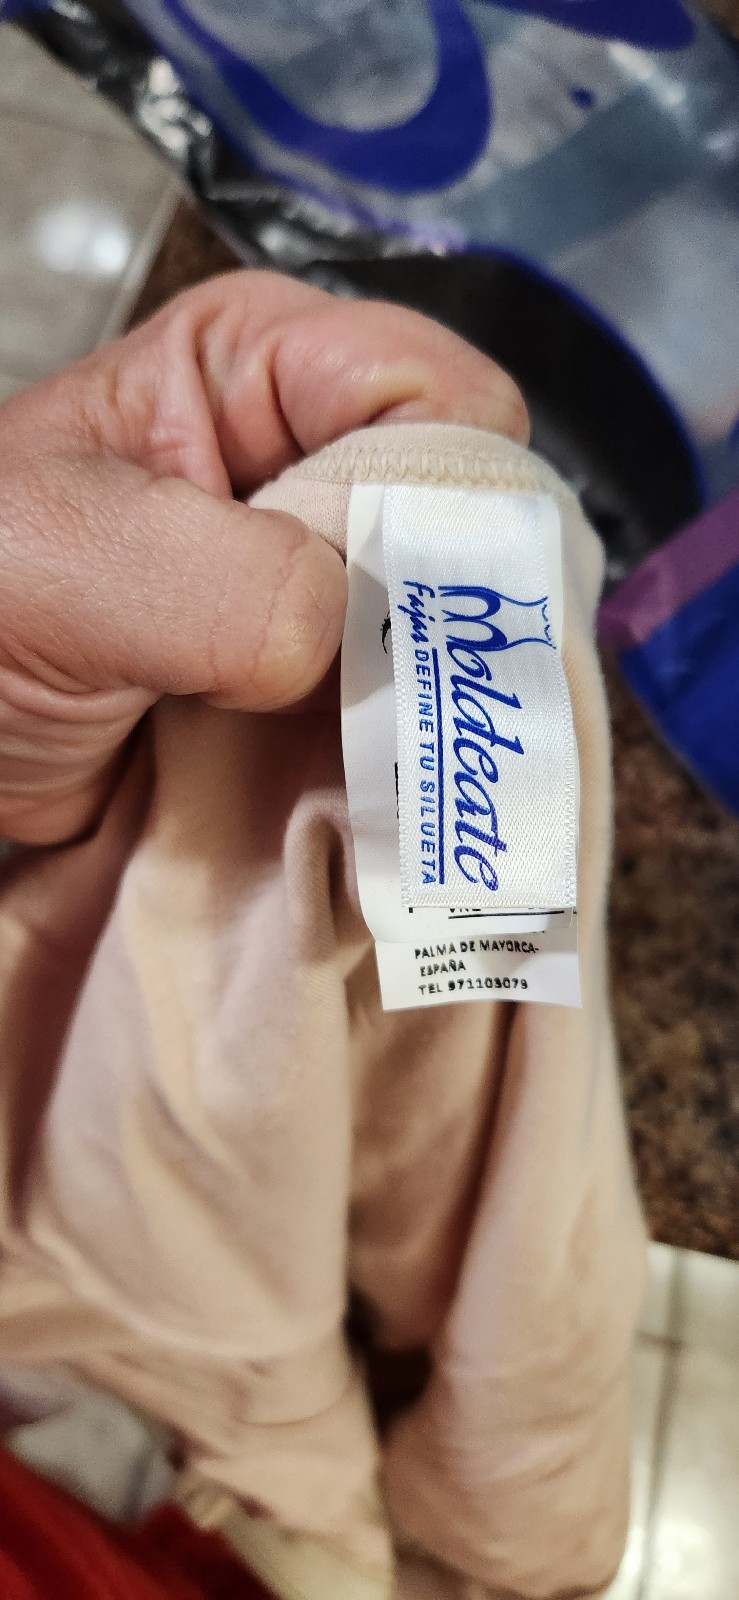 Moldeate
Fajas DEFINE TU SILUETA
PALMA DE MAYORCA-
ESPAÑA
TEL 971103079